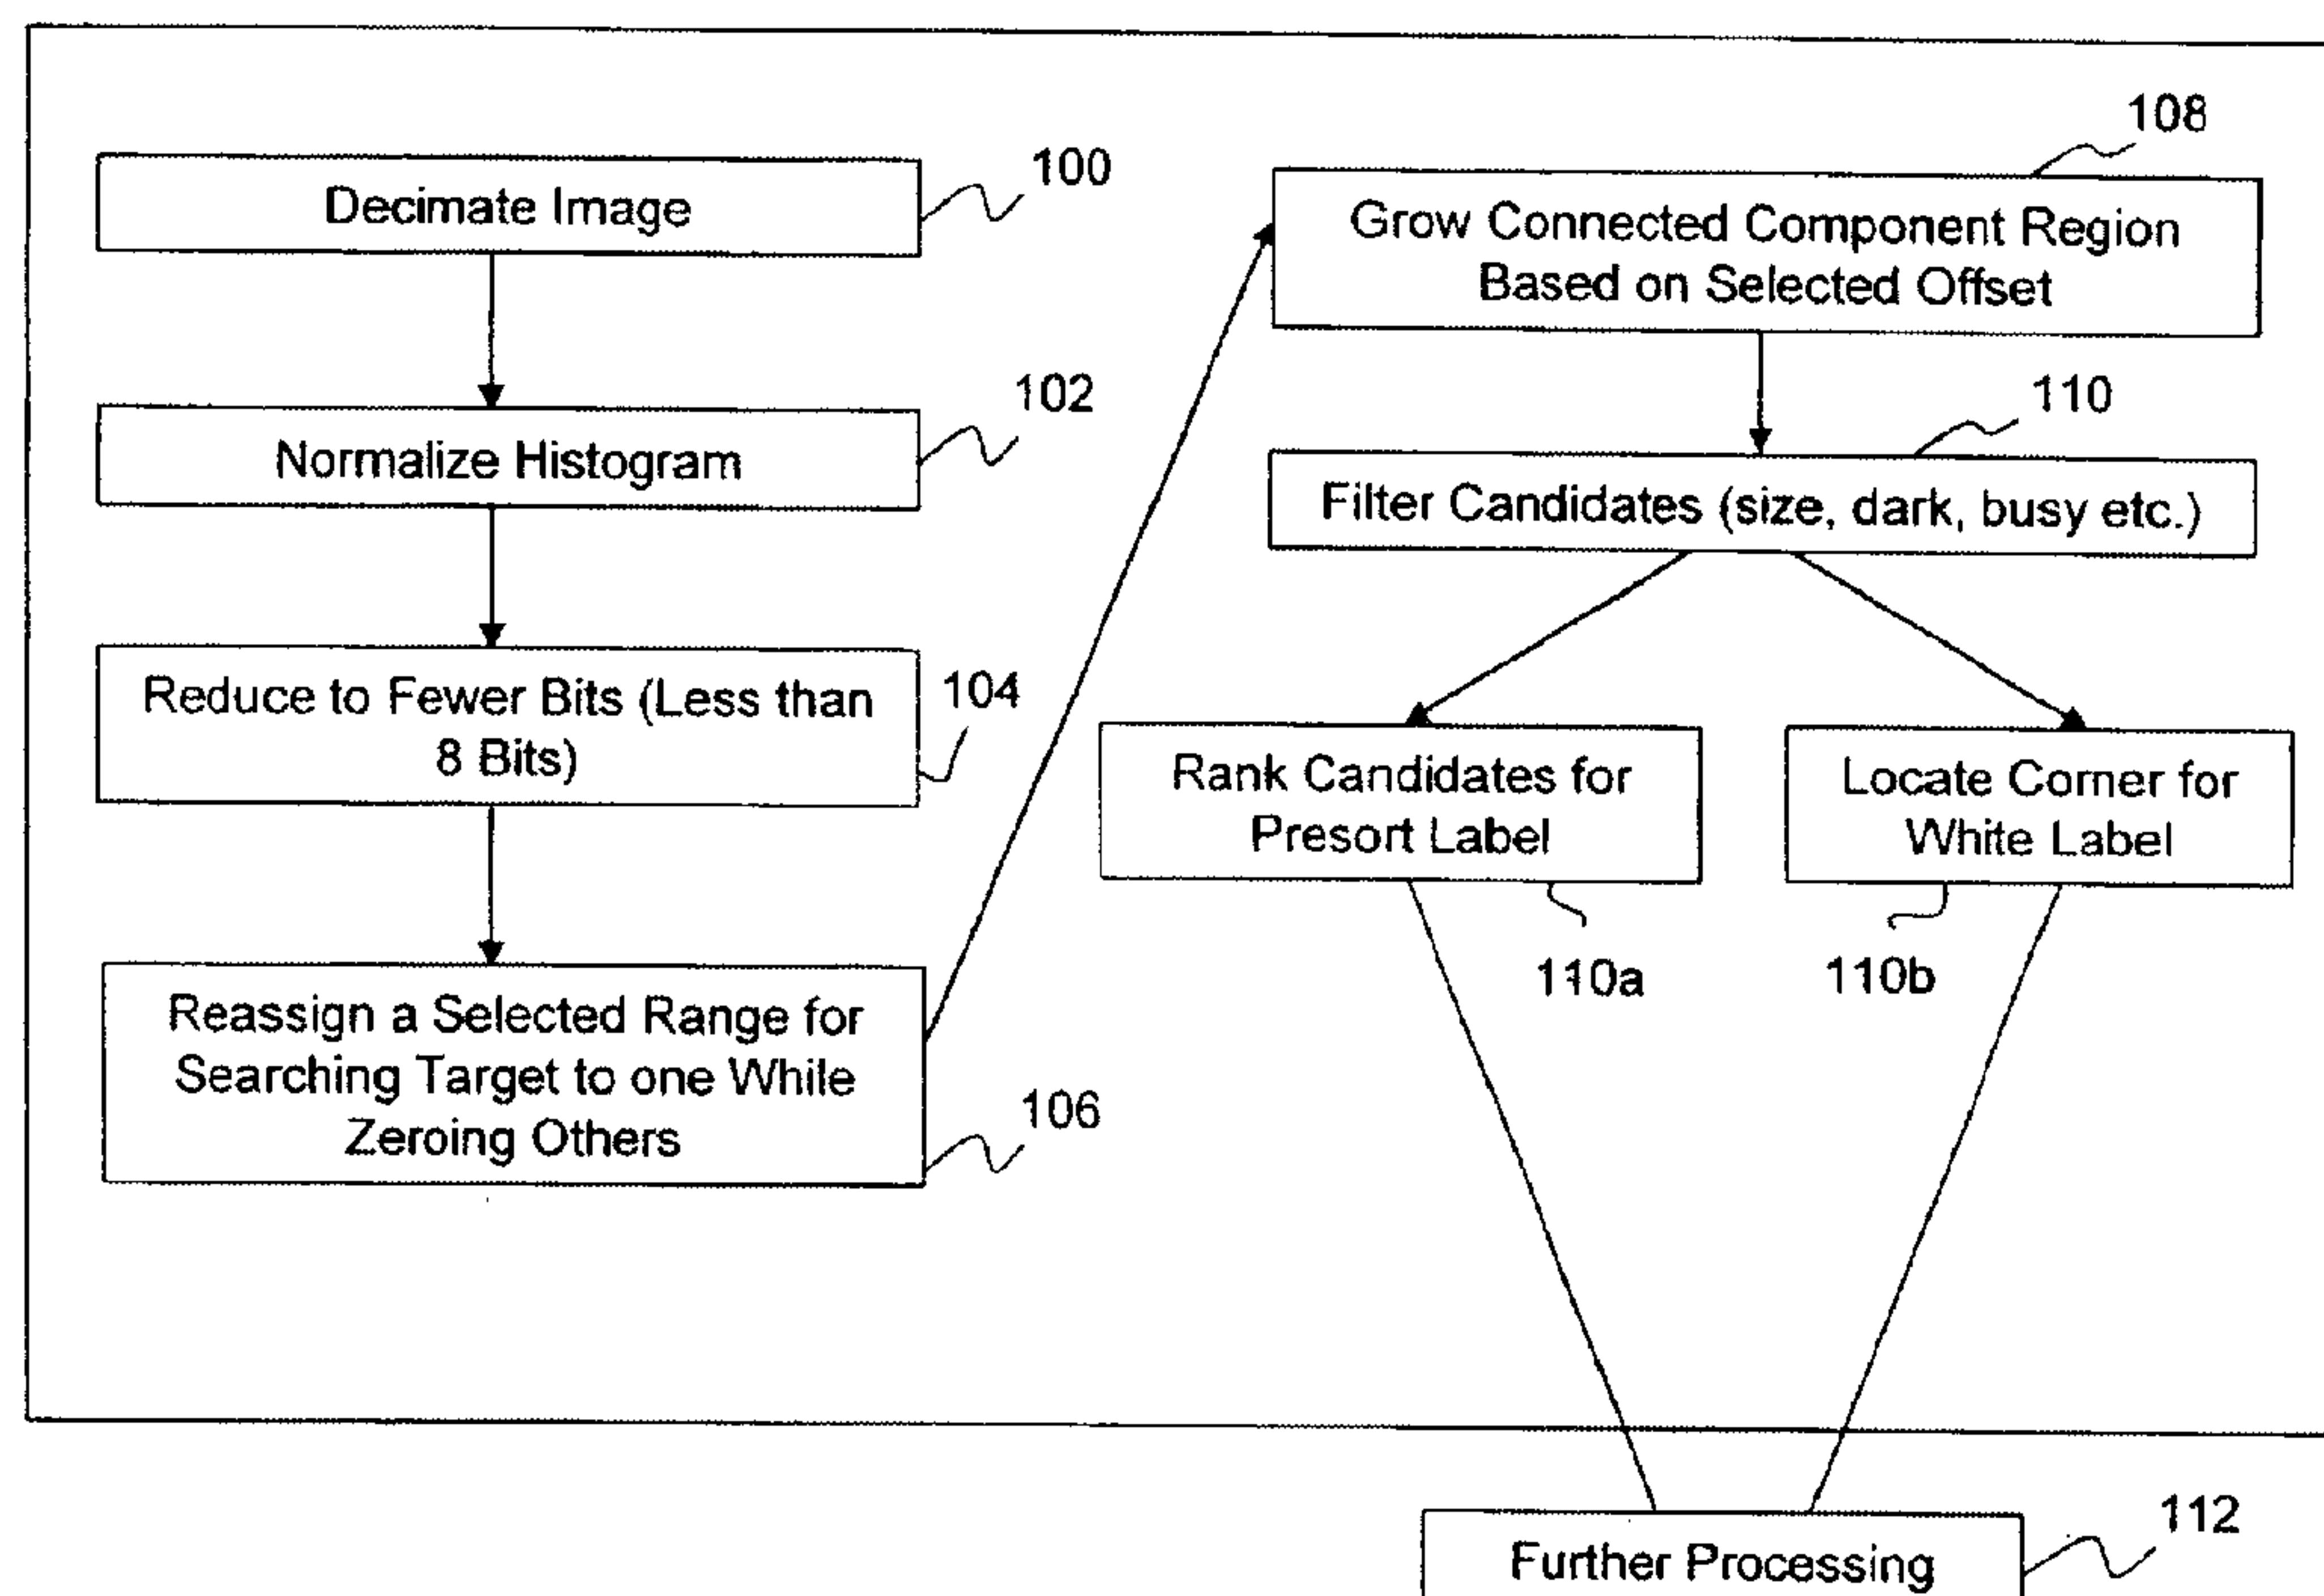 100
Decimate Image
102
Normalize Histogram
104
Reduce to Fewer Bits (Less than
8 Bits)
106
Reassign a Selected Range for
Searching Target to one While
Zeroing Others
108
Grow Connected Component Region
Based on Selected Offset
110
Filter Candidates (size, dark, busy etc.)
Rank Candidates for
Presort Label
110a
Locate Corner for
White Label
110b
112
Further Processing